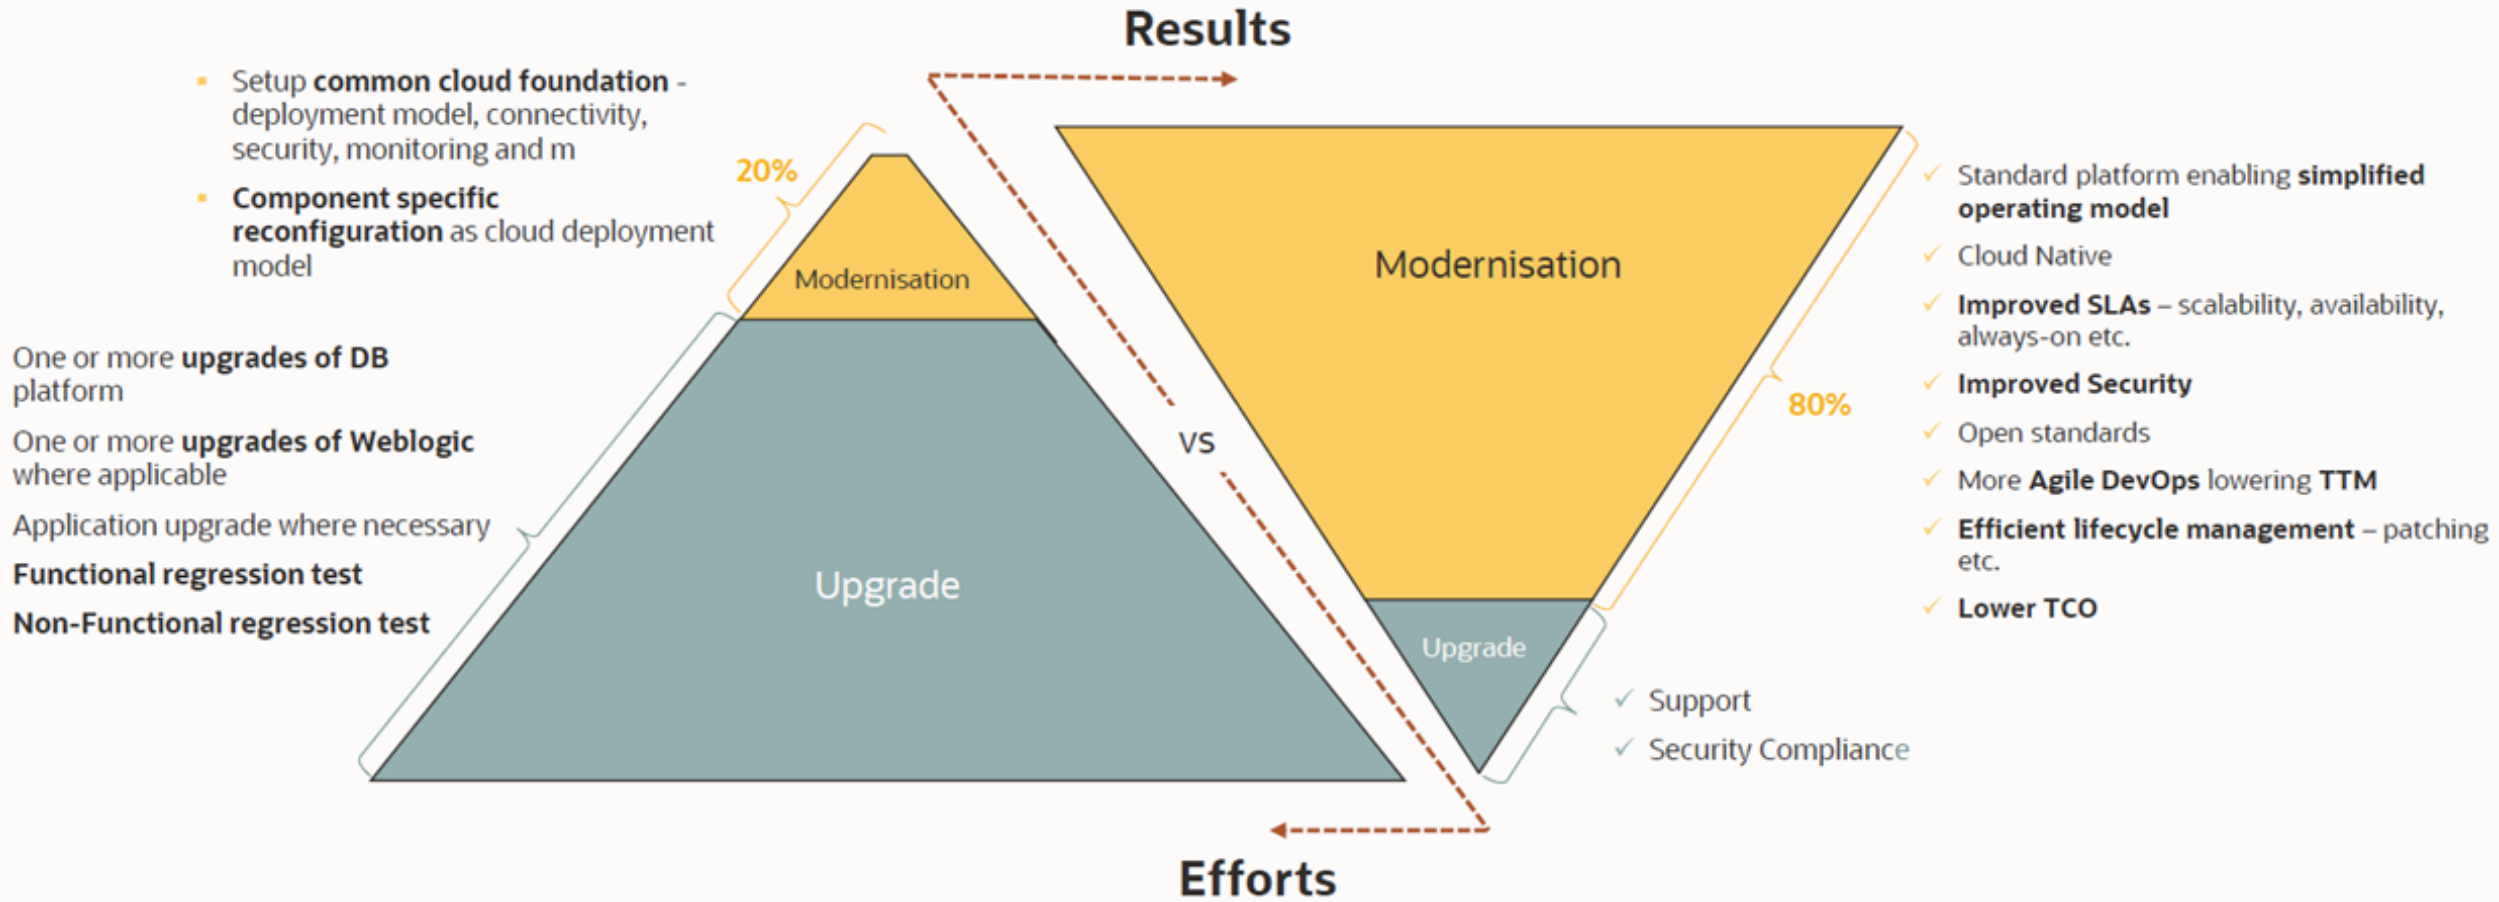 Results
Setup common cloud foundation -
deployment model, connectivity,
security, monitoring and m
Component specific
reconfiguration as cloud deployment
model
20%
Modernisation
One or more upgrades of DB
platform
One or more upgrades of Weblogic
where applicable
Application upgrade where necessary
Functional regression test
Non-Functional regression test
Upgrade
VS
Modernisation
80%
Standard platform enabling simplified
operating model
Cloud Native
Improved SLAs – scalability, availability,
always-on etc.
Improved Security
Open standards
More Agile DevOps lowering TTM
Efficient lifecycle management – patching
etc.
Lower TCO
Upgrade
Support
Security Compliance
Efforts